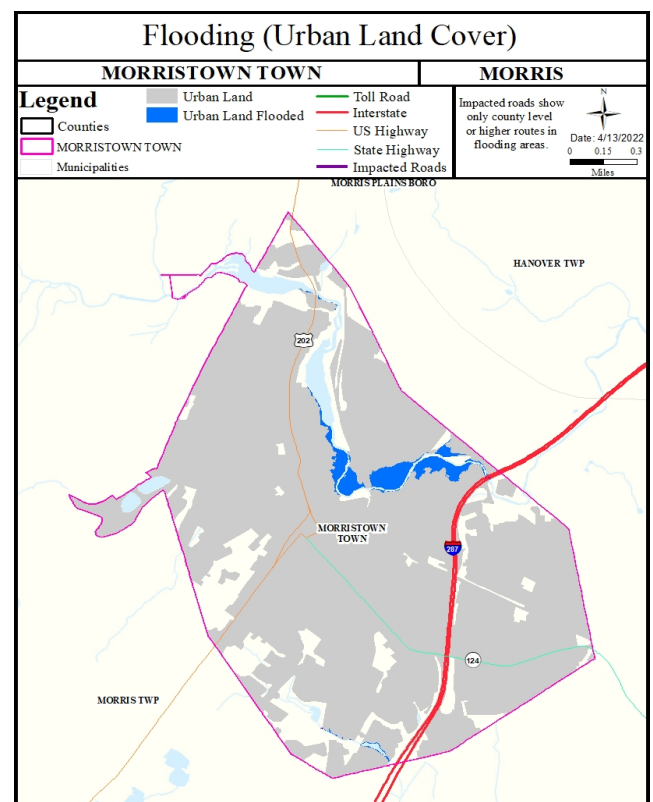 Flooding (Urban Land Cover)
MORRISTOWN TOWN
MORRIS
Legend
Counties
MORRISTOWN TOWN
Municipalities
Urban Land
Urban Land Flooded
Toll Road
Interstate
US Highway
State Highway
Impacted Roads
Impacted roads show
only county level
or higher routes in
flooding areas.
N
Date: 4/13/2022
0 0.15 0.3
Miles
MORRIS PLAINS BORO
HANOVER TWP
202
MORRISTOWN
TOWN
287
124
MORRIS TWP